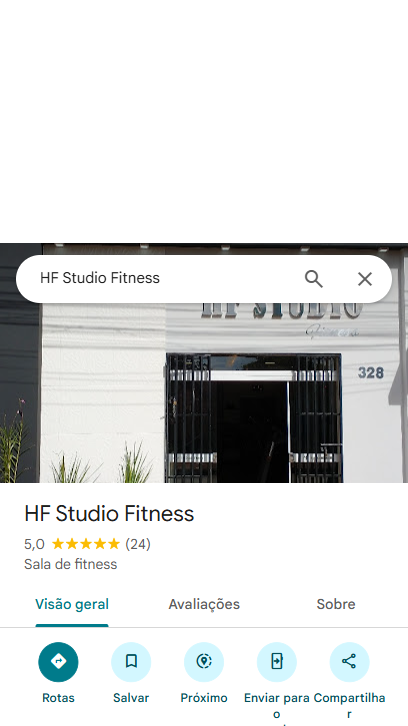 HF Studio Fitness
HF STUDIO
Fitness
328
HF Studio Fitness
5,0 (24)
Sala de fitness
Visão geral Avaliações Sobre
Rotas Salvar Próximo Enviar para o Compartilhar